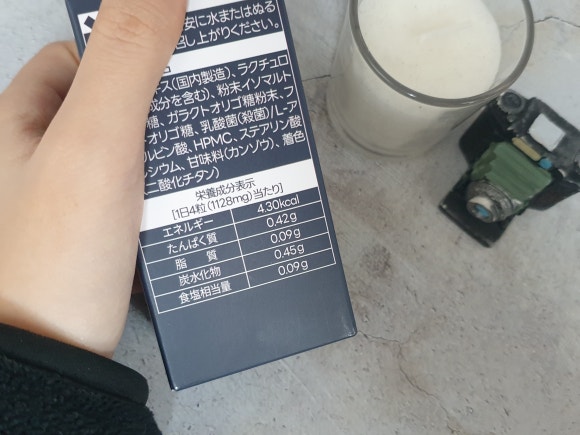 安に水またはぬる
召し上がりください。
キス(国内製造)、ラクチュロ
成分を含む)、粉末イソマルト
糖、ガラクトオリゴ糖粉末、フ
オリゴ糖、乳酸菌(殺菌)/L-ア
ルビン酸、HPMC、ステアリン酸
シウム、甘味料(カンゾウ)、着色
二酸化チタン)
栄養成分表示
[1日4粒(1128mg)当たり]
エネルギー 4.30kcal
たんぱく質 0.42g
脂 質 0.09g
炭水化物 0.45g
食塩相当量 0.09g